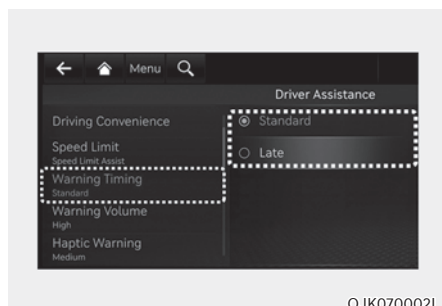 Menu
Driver Assistance
Driving Convenience
Speed Limit
Speed Limit Assist
Warning Timing
Standard
Warning Volume
High
Haptic Warning
Medium
Standard
Late
OJK070002L